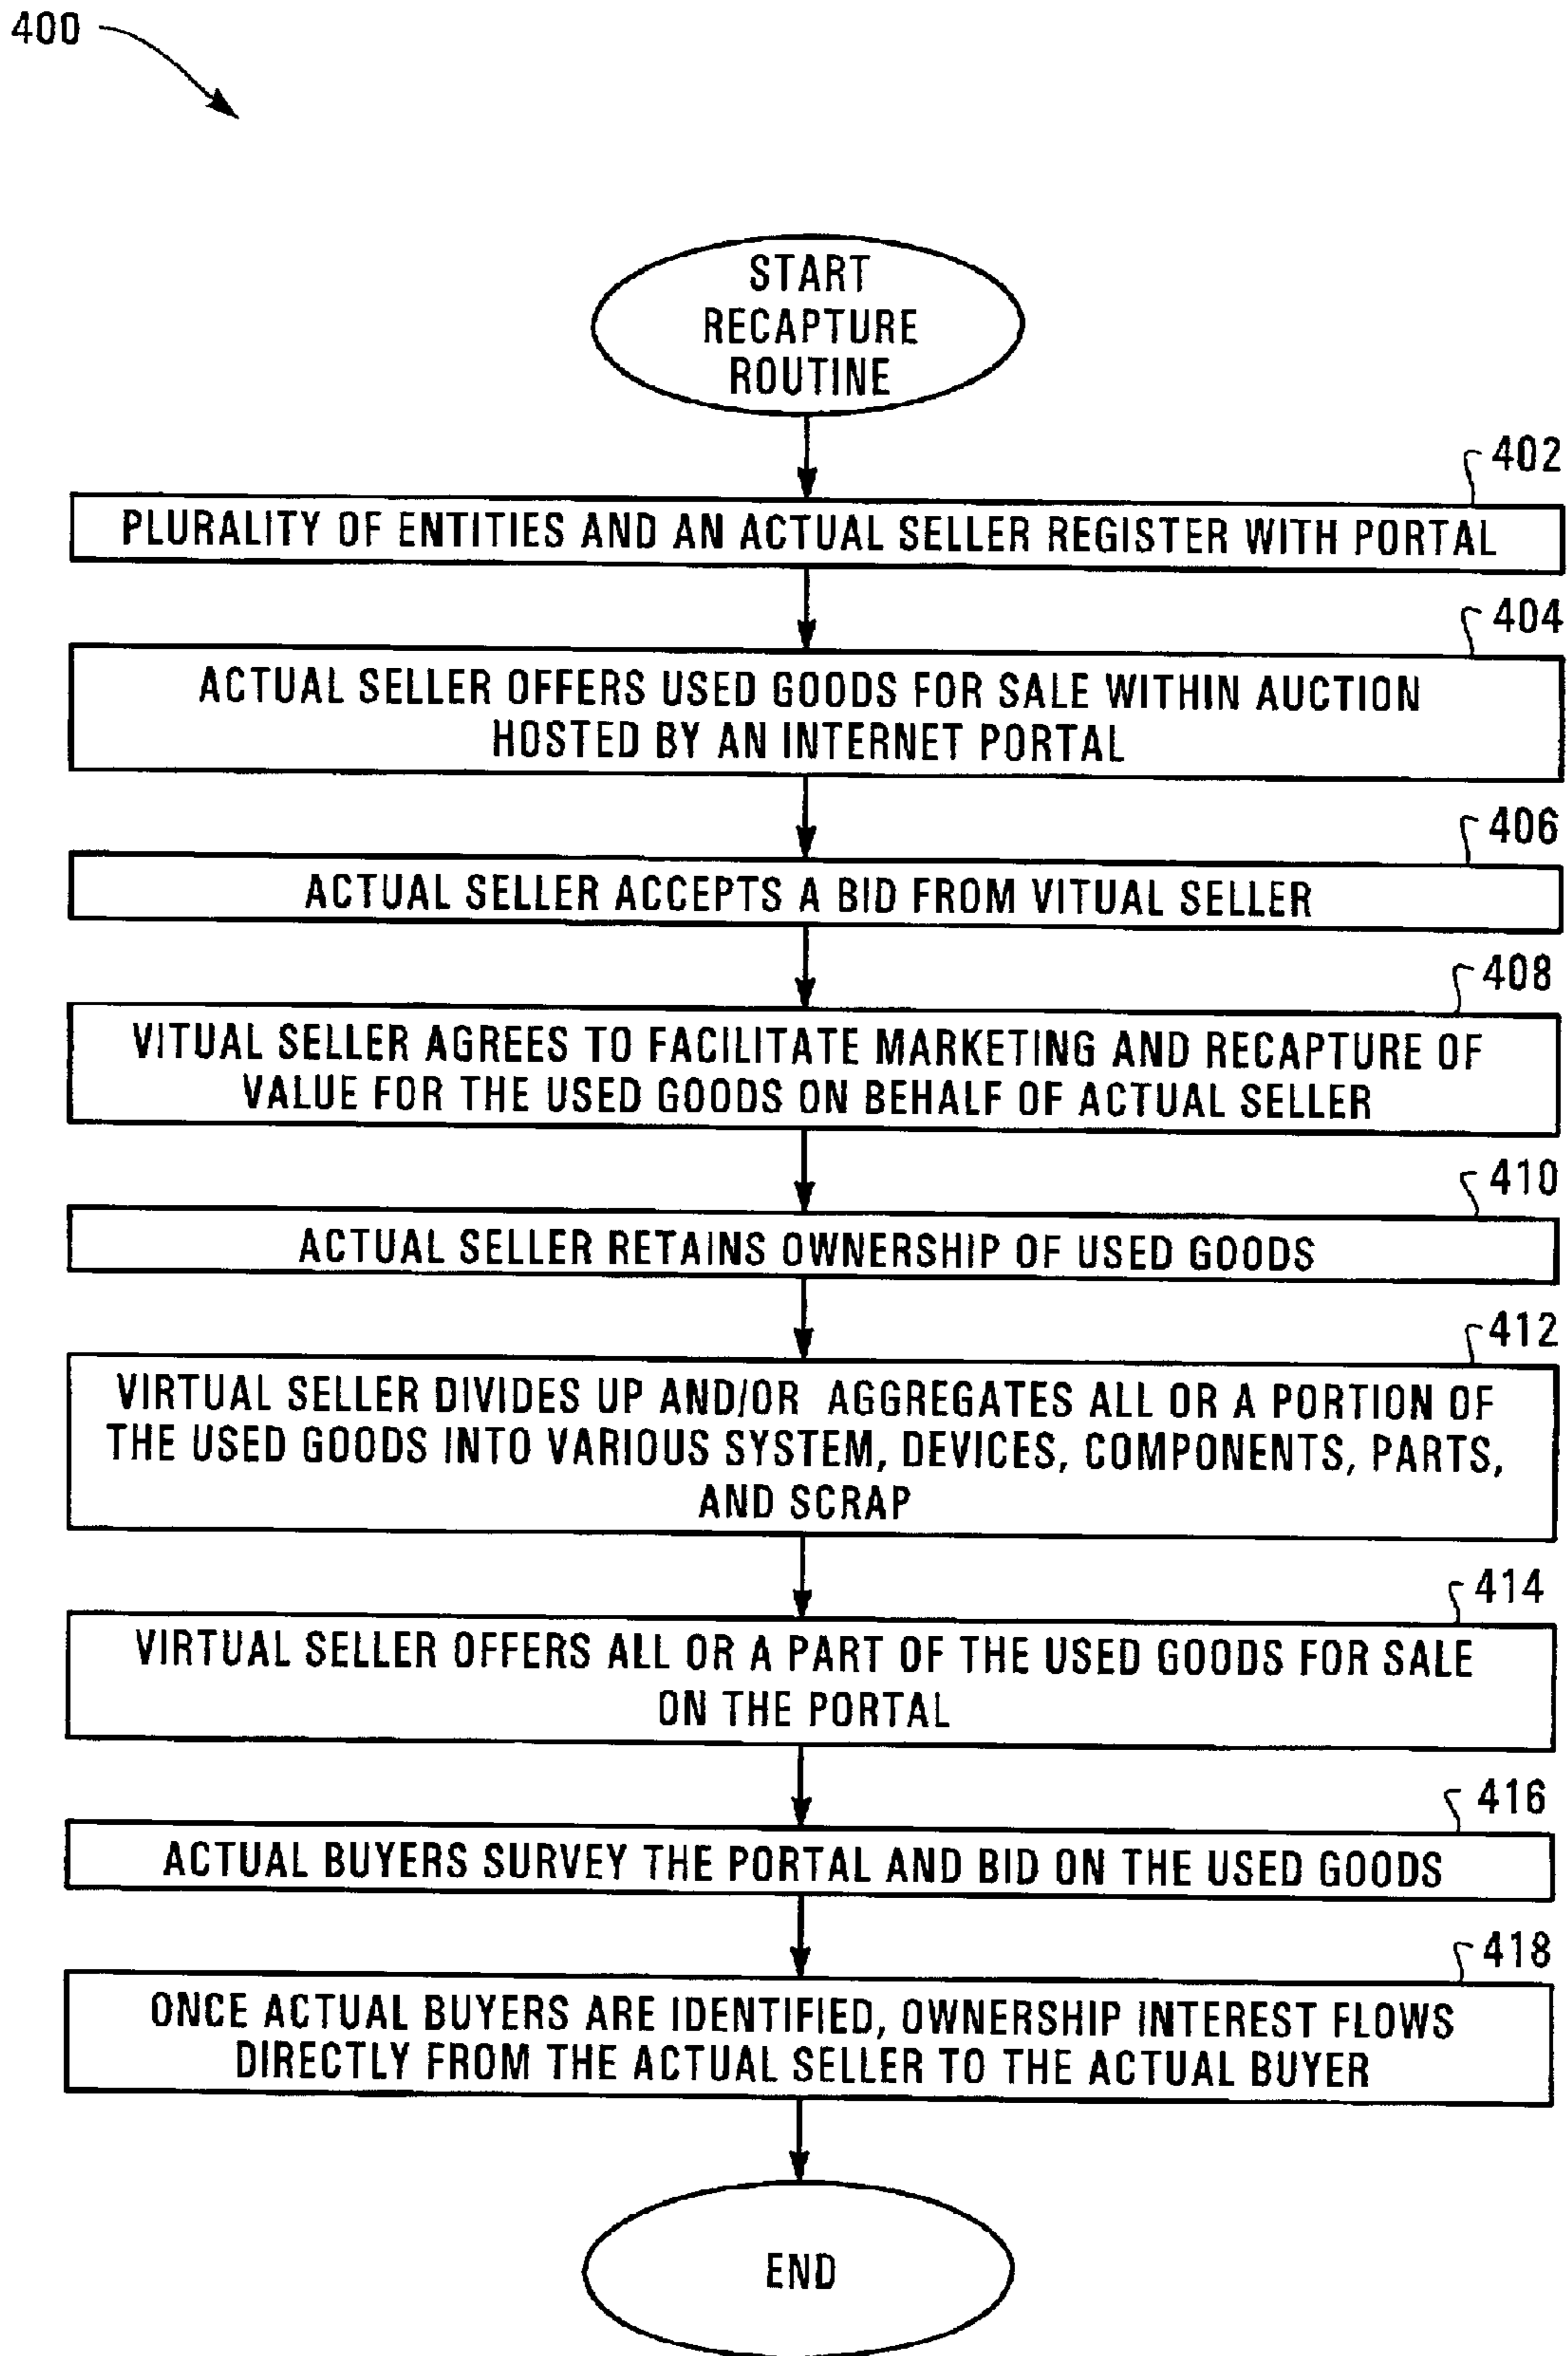 400
START
RECAPTURE
ROUTINE
402
PLURALITY OF ENTITIES AND AN ACTUAL SELLER REGISTER WITH PORTAL
404
ACTUAL SELLER OFFERS USED GOODS FOR SALE WITHIN AUCTION
HOSTED BY AN INTERNET PORTAL
406
ACTUAL SELLER ACCEPTS A BID FROM VITUAL SELLER
408
VITUAL SELLER AGREES TO FACILITATE MARKETING AND RECAPTURE OF
VALUE FOR THE USED GOODS ON BEHALF OF ACTUAL SELLER
410
ACTUAL SELLER RETAINS OWNERSHIP OF USED GOODS
412
VIRTUAL SELLER DIVIDES UP AND/OR AGGREGATES ALL OR A PORTION OF
THE USED GOODS INTO VARIOUS SYSTEM, DEVICES, COMPONENTS, PARTS,
AND SCRAP
414
VIRTUAL SELLER OFFERS ALL OR A PART OF THE USED GOODS FOR SALE
ON THE PORTAL
416
ACTUAL BUYERS SURVEY THE PORTAL AND BID ON THE USED GOODS
418
ONCE ACTUAL BUYERS ARE IDENTIFIED, OWNERSHIP INTEREST FLOWS
DIRECTLY FROM THE ACTUAL SELLER TO THE ACTUAL BUYER
END